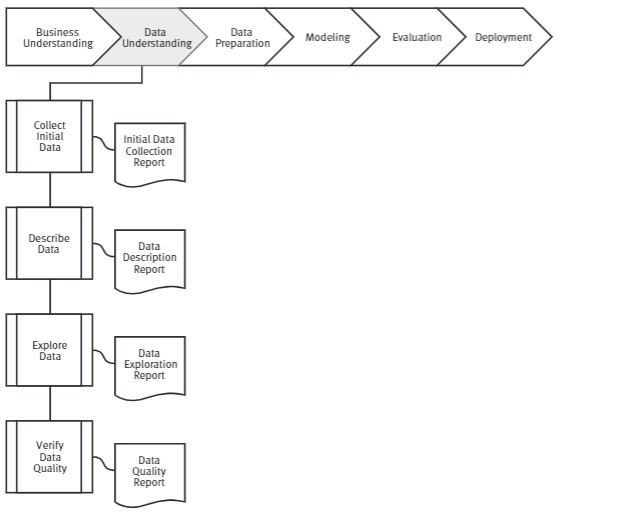 Business
Understanding
Data
Understanding
Data
Preparation
Modeling
Evaluation
Deployment
Collect
Initial
Data
Initial Data
Collection
Report
Describe
Data
Data
Description
Report
Explore
Data
Data
Exploration
Report
Verify
Data
Quality
Data
Quality
Report